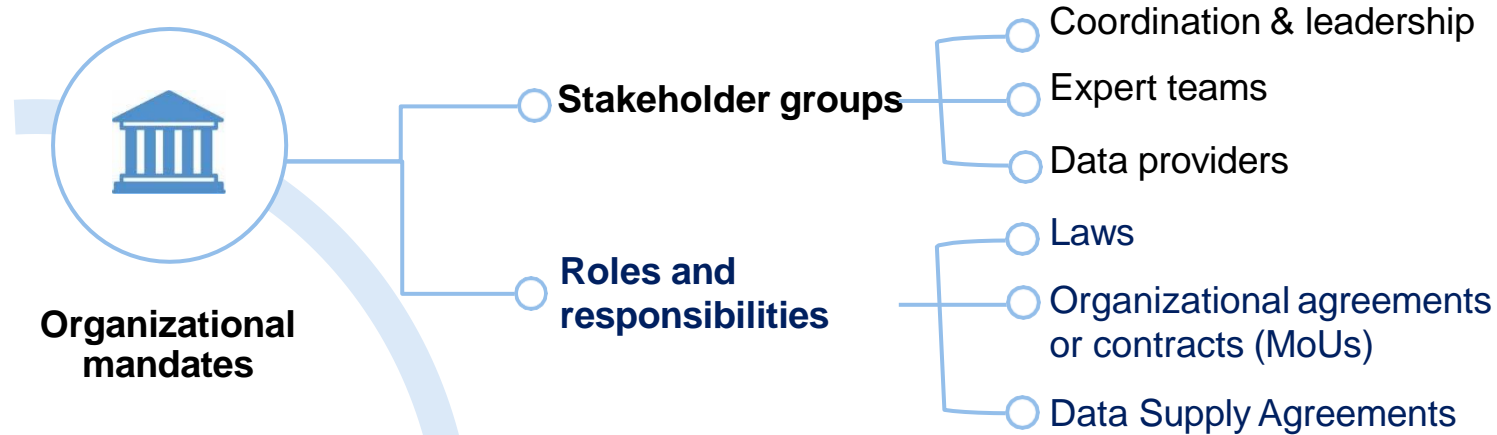 Organizational
mandates
Stakeholder groups
Coordination & leadership
Expert teams
Data providers
Roles and
responsibilities
Laws
Organizational agreements
or contracts (MoUs)
Data Supply Agreements